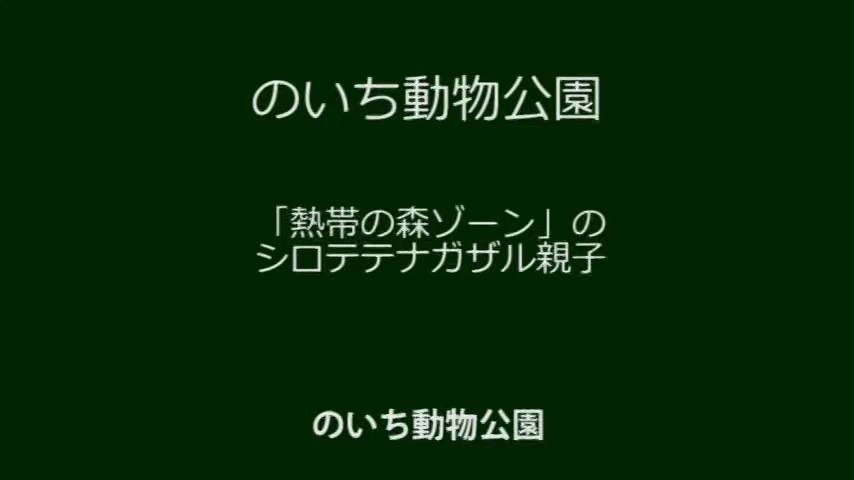 のいち動物公園
「熱帯の森ゾーン」の
シロテテナガザル親子
のいち動物公園